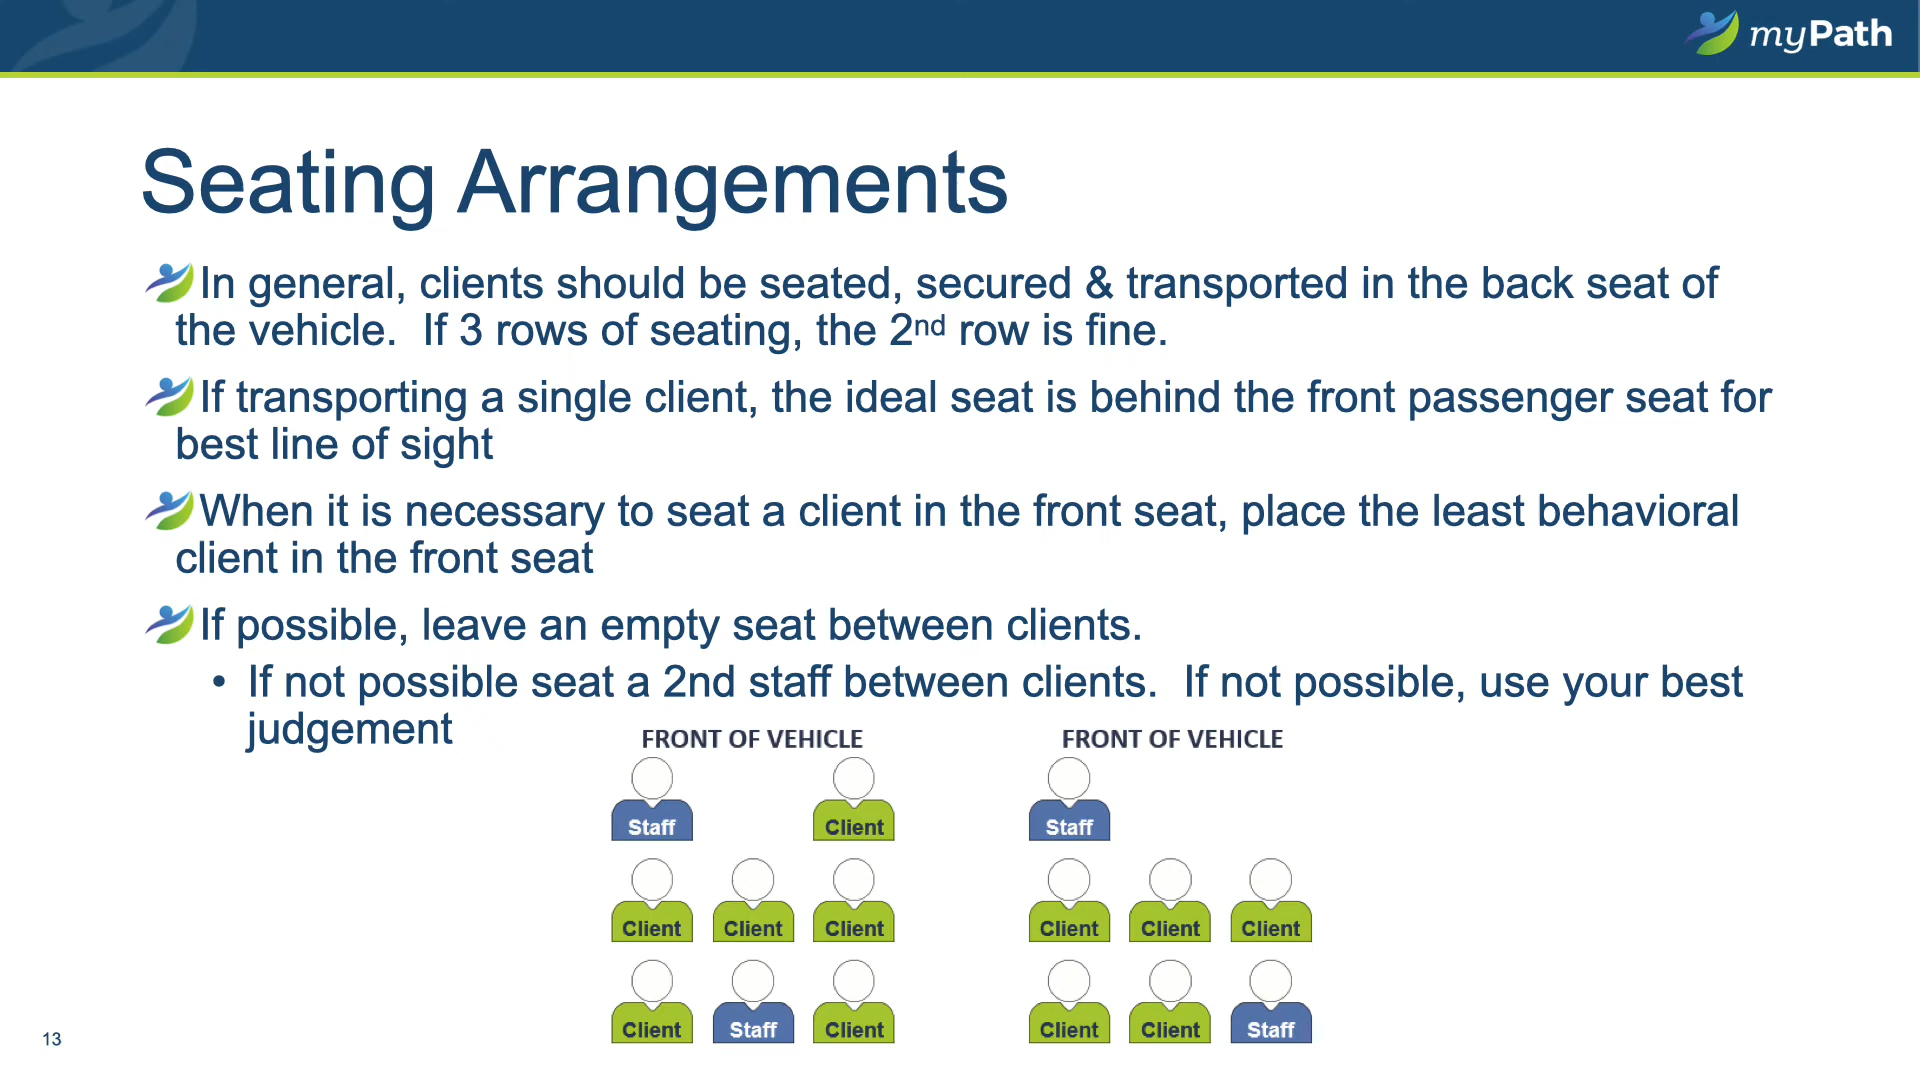 myPath
Seating Arrangements
In general, clients should be seated, secured & transported in the back seat of
the vehicle.  If 3 rows of seating, the 2nd row is fine.
If transporting a single client, the ideal seat is behind the front passenger seat for
best line of sight
When it is necessary to seat a client in the front seat, place the least behavioral
client in the front seat
If possible, leave an empty seat between clients.
• If not possible seat a 2nd staff between clients.  If not possible, use your best
judgement
FRONT OF VEHICLE
Staff Client
Client Client Client
Client Staff Client
FRONT OF VEHICLE
Staff
Client Client Client
Client Client Staff
13